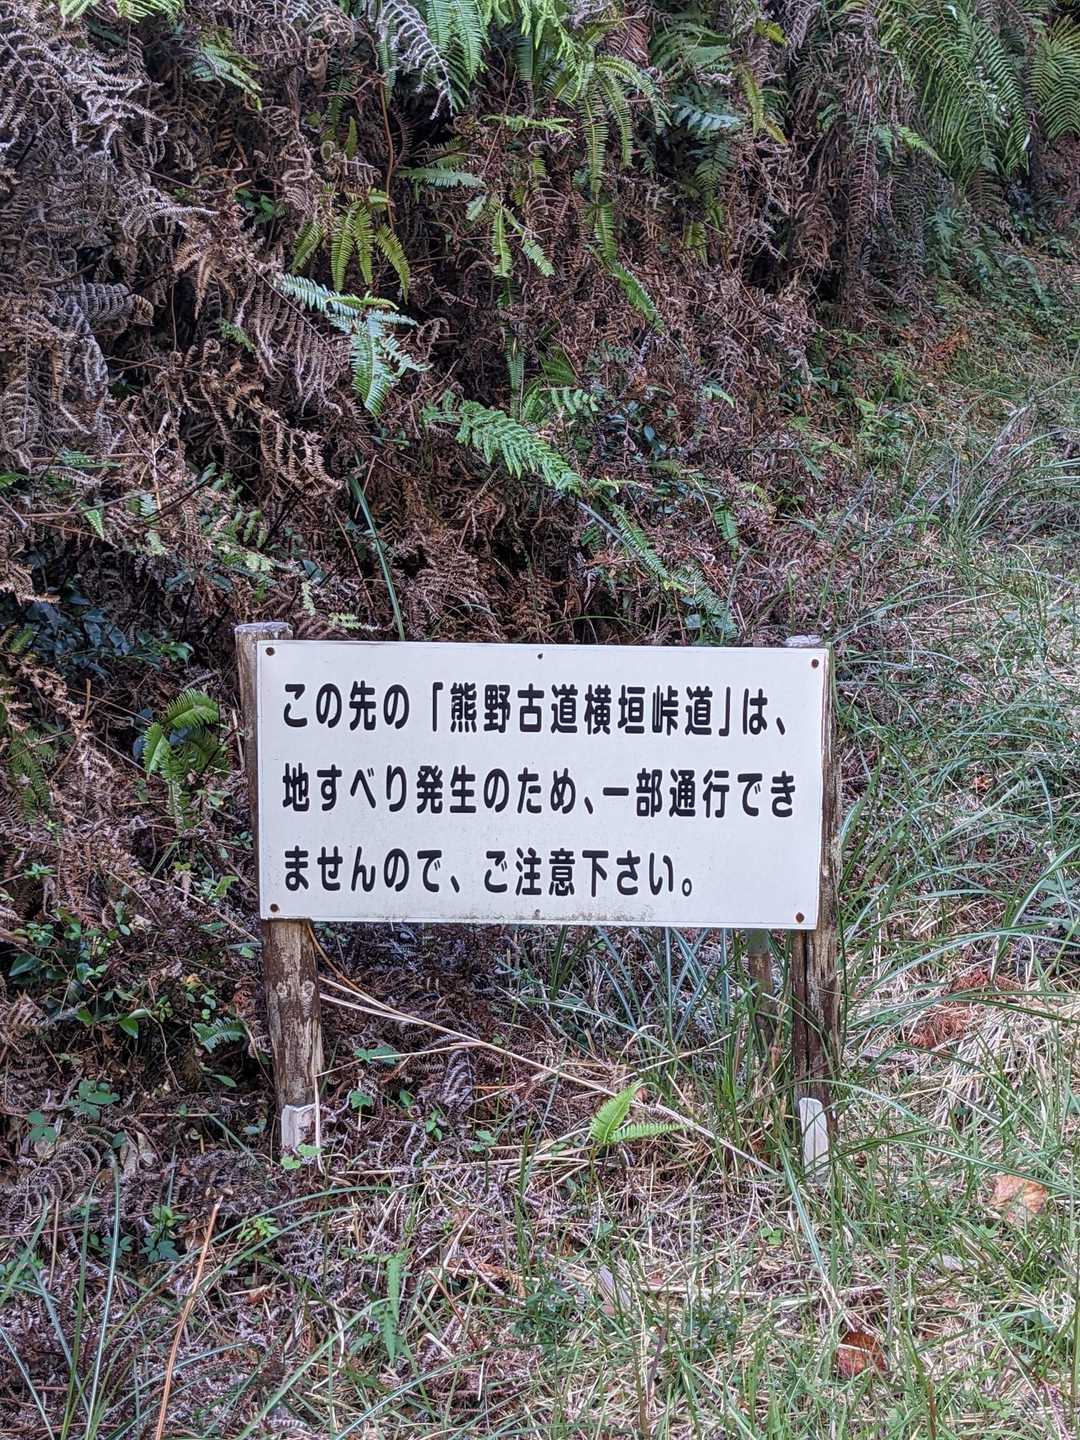 この先の「熊野古道横垣峠道」は、
地すべり発生のため、一部通行でき
ませんので、ご注意下さい。